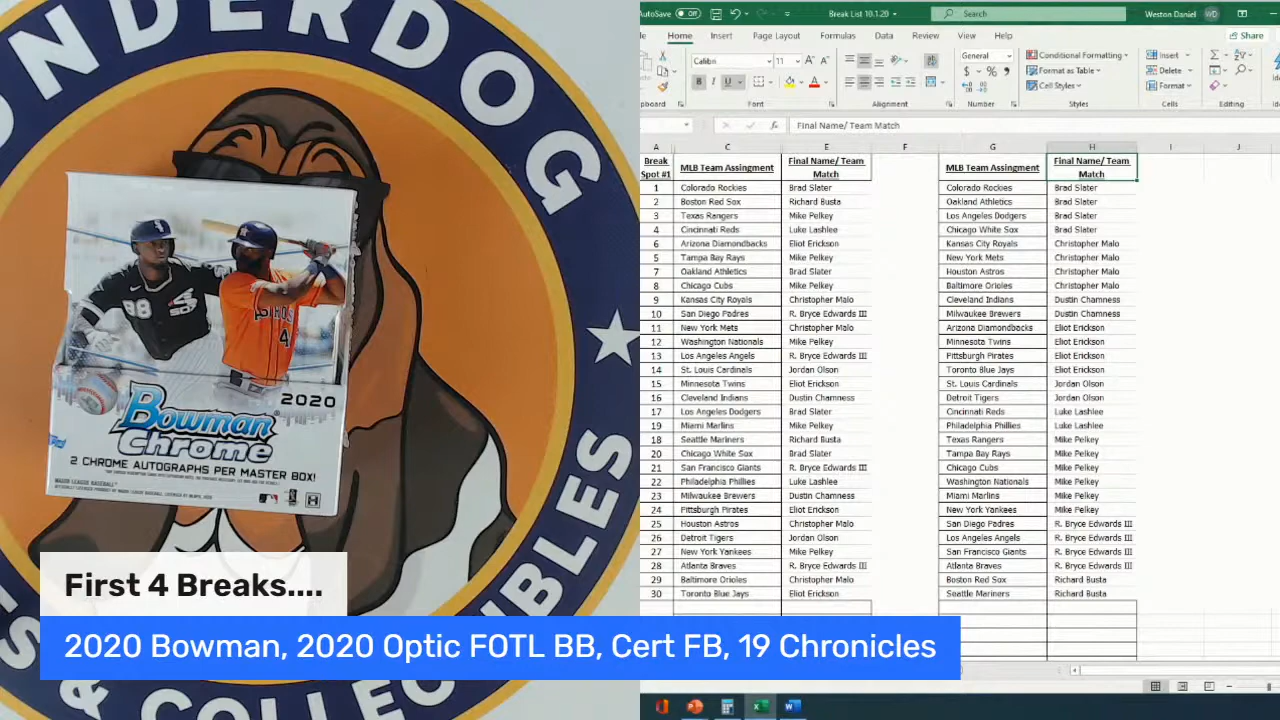 UNDERDOG
S
& COLLECTIBLES
98
SOX
4
Bowman
Chrome
2020
2 CHROME AUTOGRAPHS PER MASTER BOX!
First 4 Breaks....
2020 Bowman, 2020 Optic FOTL BB, Cert FB, 19 Chronicles
AutoSave Off Break List 10.1.20 Search Weston Daniel WD
Home Insert Page Layout Formulas Data Review View Help Share
Calibri 11 General Conditional Formatting Insert
B I U $ % Format as Table Delete
Cell Styles Format
Font Alignment Number Styles Cells Editing
fx Final Name/ Team Match
A C E F G H I J
Break Spot #1 MLB Team Assingment Final Name/ Team Match MLB Team Assingment Final Name/ Team Match
1 Colorado Rockies Brad Slater Colorado Rockies Brad Slater
2 Boston Red Sox Richard Busta Oakland Athletics Brad Slater
3 Texas Rangers Mike Pelkey Los Angeles Dodgers Brad Slater
4 Cincinnati Reds Luke Lashlee Chicago White Sox Brad Slater
6 Arizona Diamondbacks Eliot Erickson Kansas City Royals Christopher Malo
5 Tampa Bay Rays Mike Pelkey New York Mets Christopher Malo
7 Oakland Athletics Brad Slater Houston Astros Christopher Malo
8 Chicago Cubs Mike Pelkey Baltimore Orioles Christopher Malo
9 Kansas City Royals Christopher Malo Cleveland Indians Dustin Chamness
10 San Diego Padres R. Bryce Edwards III Milwaukee Brewers Dustin Chamness
11 New York Mets Christopher Malo Arizona Diamondbacks Eliot Erickson
12 Washington Nationals Mike Pelkey Minnesota Twins Eliot Erickson
13 Los Angeles Angels R. Bryce Edwards III Pittsburgh Pirates Eliot Erickson
14 St. Louis Cardinals Jordan Olson Toronto Blue Jays Eliot Erickson
15 Minnesota Twins Eliot Erickson St. Louis Cardinals Jordan Olson
16 Cleveland Indians Dustin Chamness Detroit Tigers Jordan Olson
17 Los Angeles Dodgers Brad Slater Cincinnati Reds Luke Lashlee
19 Miami Marlins Mike Pelkey Philadelphia Phillies Luke Lashlee
18 Seattle Mariners Richard Busta Texas Rangers Mike Pelkey
20 Chicago White Sox Brad Slater Tampa Bay Rays Mike Pelkey
21 San Francisco Giants R. Bryce Edwards III Chicago Cubs Mike Pelkey
22 Philadelphia Phillies Luke Lashlee Washington Nationals Mike Pelkey
23 Milwaukee Brewers Dustin Chamness Miami Marlins Mike Pelkey
24 Pittsburgh Pirates Eliot Erickson New York Yankees Mike Pelkey
25 Houston Astros Christopher Malo San Diego Padres R. Bryce Edwards III
26 Detroit Tigers Jordan Olson Los Angeles Angels R. Bryce Edwards III
27 New York Yankees Mike Pelkey San Francisco Giants R. Bryce Edwards III
28 Atlanta Braves R. Bryce Edwards III Atlanta Braves R. Bryce Edwards III
29 Baltimore Orioles Christopher Malo Boston Red Sox Richard Busta
30 Toronto Blue Jays Eliot Erickson Seattle Mariners Richard Busta